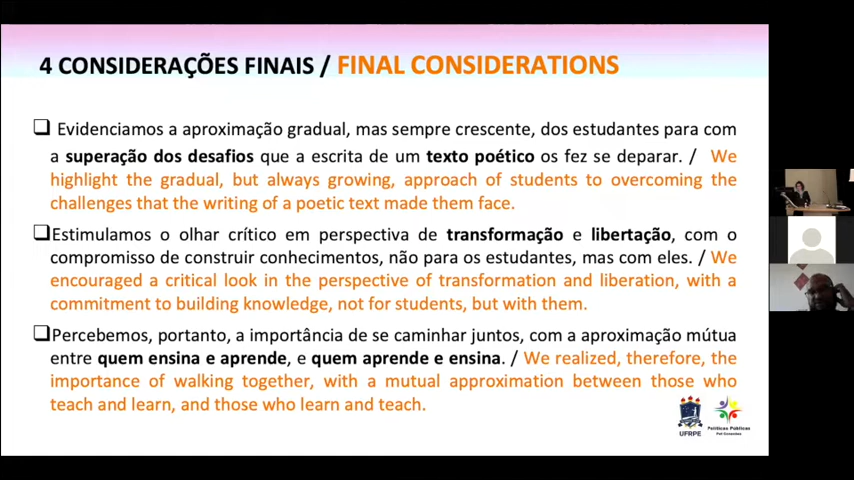 4 CONSIDERAÇÕES FINAIS / FINAL CONSIDERATIONS
❑ Evidenciamos a aproximação gradual, mas sempre crescente, dos estudantes para com
a superação dos desafios que a escrita de um texto poético os fez se deparar. / We
highlight the gradual, but always growing, approach of students to overcoming the
challenges that the writing of a poetic text made them face.
❑Estimulamos o olhar crítico em perspectiva de transformação e libertação, com o
compromisso de construir conhecimentos, não para os estudantes, mas com eles. / We
encouraged a critical look in the perspective of transformation and liberation, with a
commitment to building knowledge, not for students, but with them.
❑Percebemos, portanto, a importância de se caminhar juntos, com a aproximação mútua
entre quem ensina e aprende, e quem aprende e ensina. / We realized, therefore, the
importance of walking together, with a mutual approximation between those who
teach and learn, and those who learn and teach.
UFRPE
Políticas Públicas